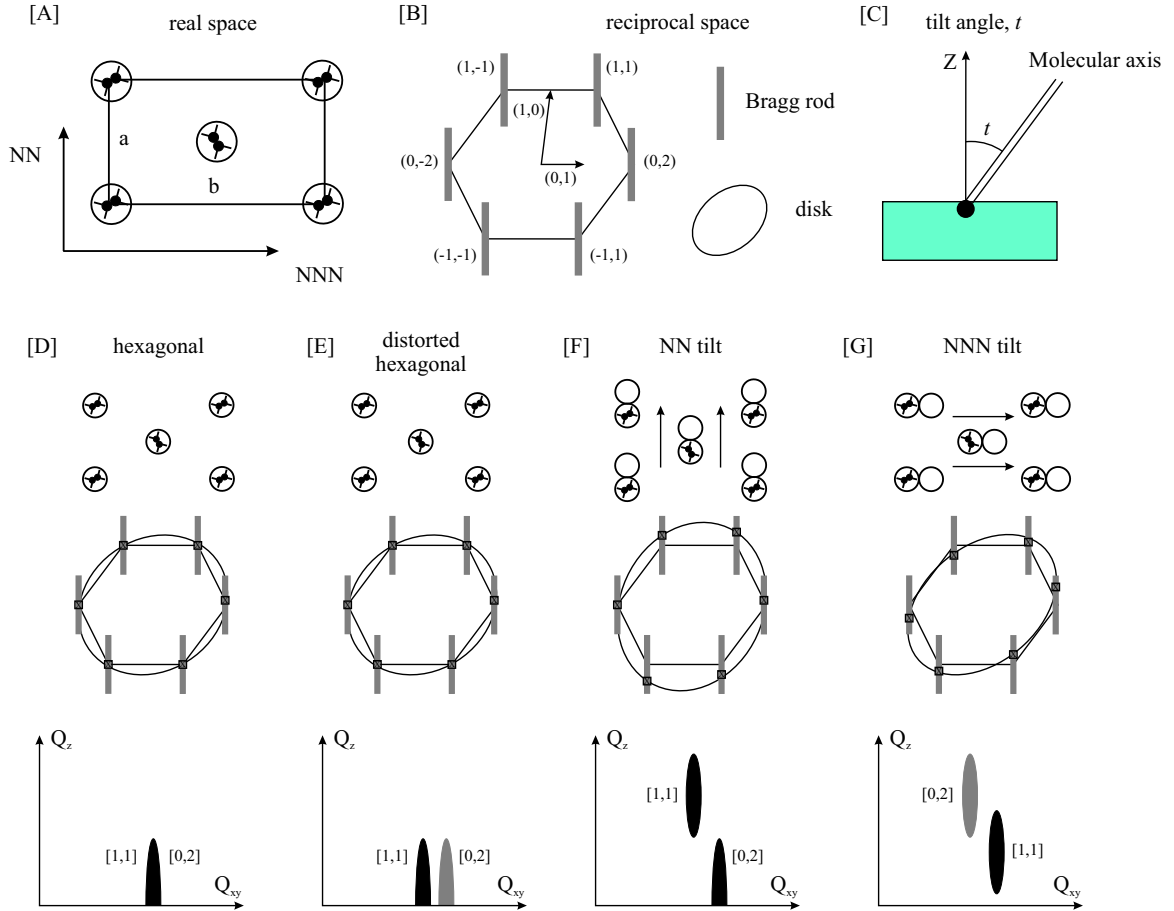 [A]
real space
NN
a
b
NNN
[B]
reciprocal space
(1,-1)
(1,1)
(1,0)
Bragg rod
(0,-2)
(0,1)
(0,2)
disk
(-1,-1)
(-1,1)
[C]
tilt angle, t
Z
Molecular axis
t
[D]
hexagonal
[E]
distorted
hexagonal
[F]
NN tilt
[G]
NNN tilt
Qz
[1,1]
[0,2]
Qxy
Qz
[1,1]
[0,2]
Qxy
Qz
[1,1]
[0,2]
Qxy
Qz
[0,2]
[1,1]
Qxy